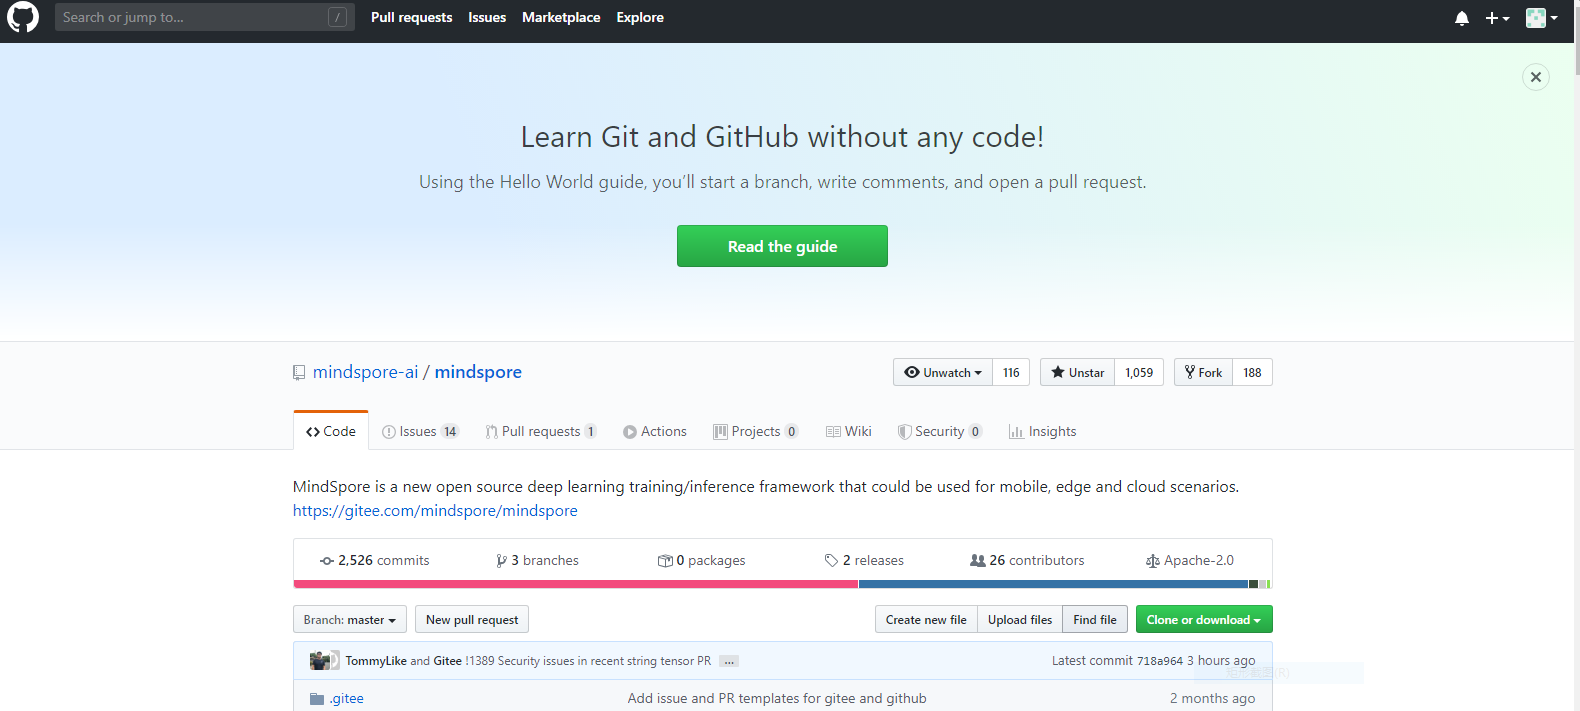 Search or jump to... / Pull requests Issues Marketplace Explore
Learn Git and GitHub without any code!
Using the Hello World guide, you’ll start a branch, write comments, and open a pull request.
Read the guide
mindspore-ai / mindspore Unwatch 116 Unstar 1,059 Fork 188
Code Issues 14 Pull requests 1 Actions Projects 0 Wiki Security 0 Insights
MindSpore is a new open source deep learning training/inference framework that could be used for mobile, edge and cloud scenarios.
https://gitee.com/mindspore/mindspore
2,526 commits 3 branches 0 packages 2 releases 26 contributors Apache-2.0
Branch: master New pull request Create new file Upload files Find file Clone or download
TommyLike and Gitee !1389 Security issues in recent string tensor PR ... Latest commit 718a964 3 hours ago
.gitee Add issue and PR templates for gitee and github 2 months ago